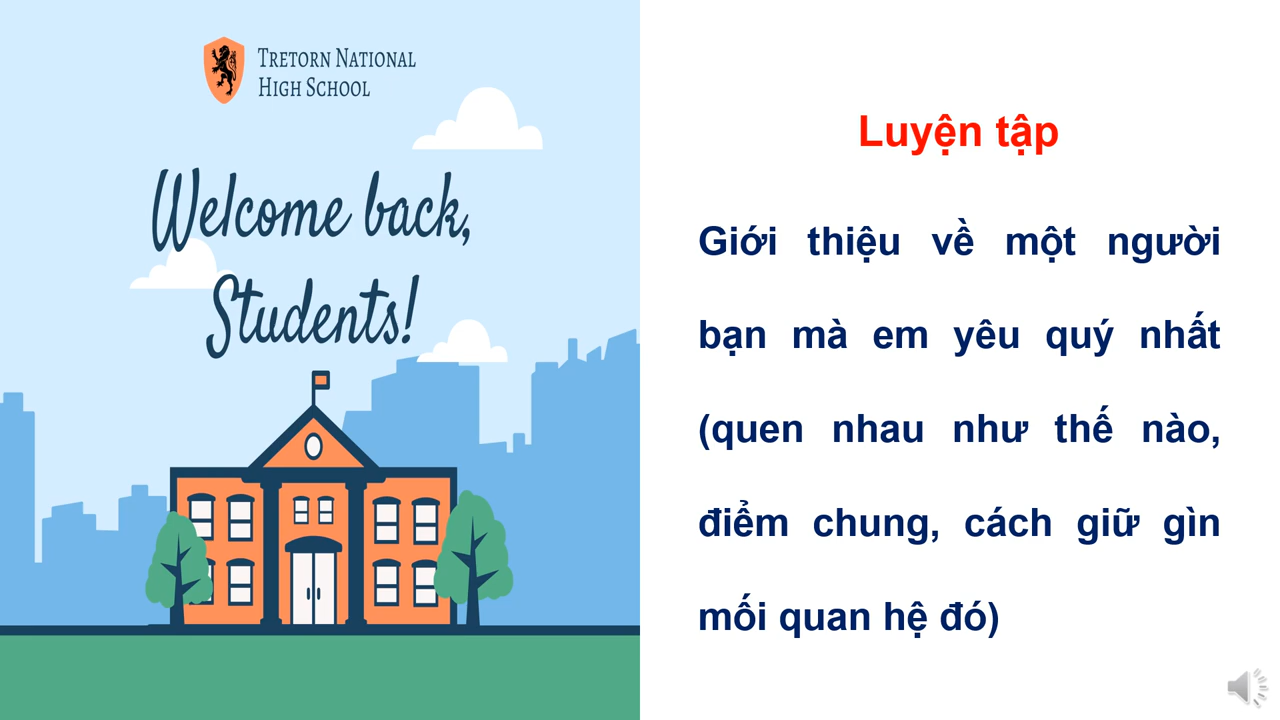 TRETORN NATIONAL
HIGH SCHOOL
Welcome back,
Students!
Luyện tập
Giới thiệu về một người
bạn mà em yêu quý nhất
(quen nhau như thế nào,
điểm chung, cách giữ gìn
mối quan hệ đó)